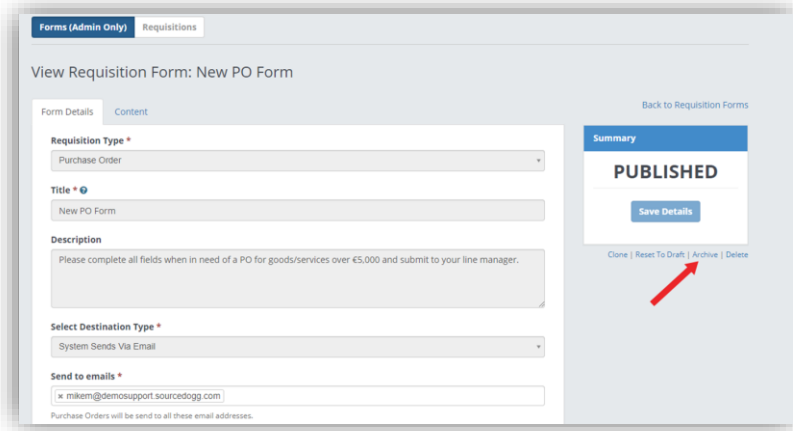 Forms (Admin Only) Requisitions
View Requisition Form: New PO Form
Back to Requisition Forms
Form Details Content
Summary
Requisition Type *
Purchase Order
PUBLISHED
Title *
New PO Form
Save Details
Description
Please complete all fields when in need of a PO for goods/services over €5,000 and submit to your line manager.
Clone | Reset To Draft | Archive | Delete
Select Destination Type *
System Sends Via Email
Send to emails *
× mikem@demosupport.sourcedogg.com
Purchase Orders will be send to all these email addresses.